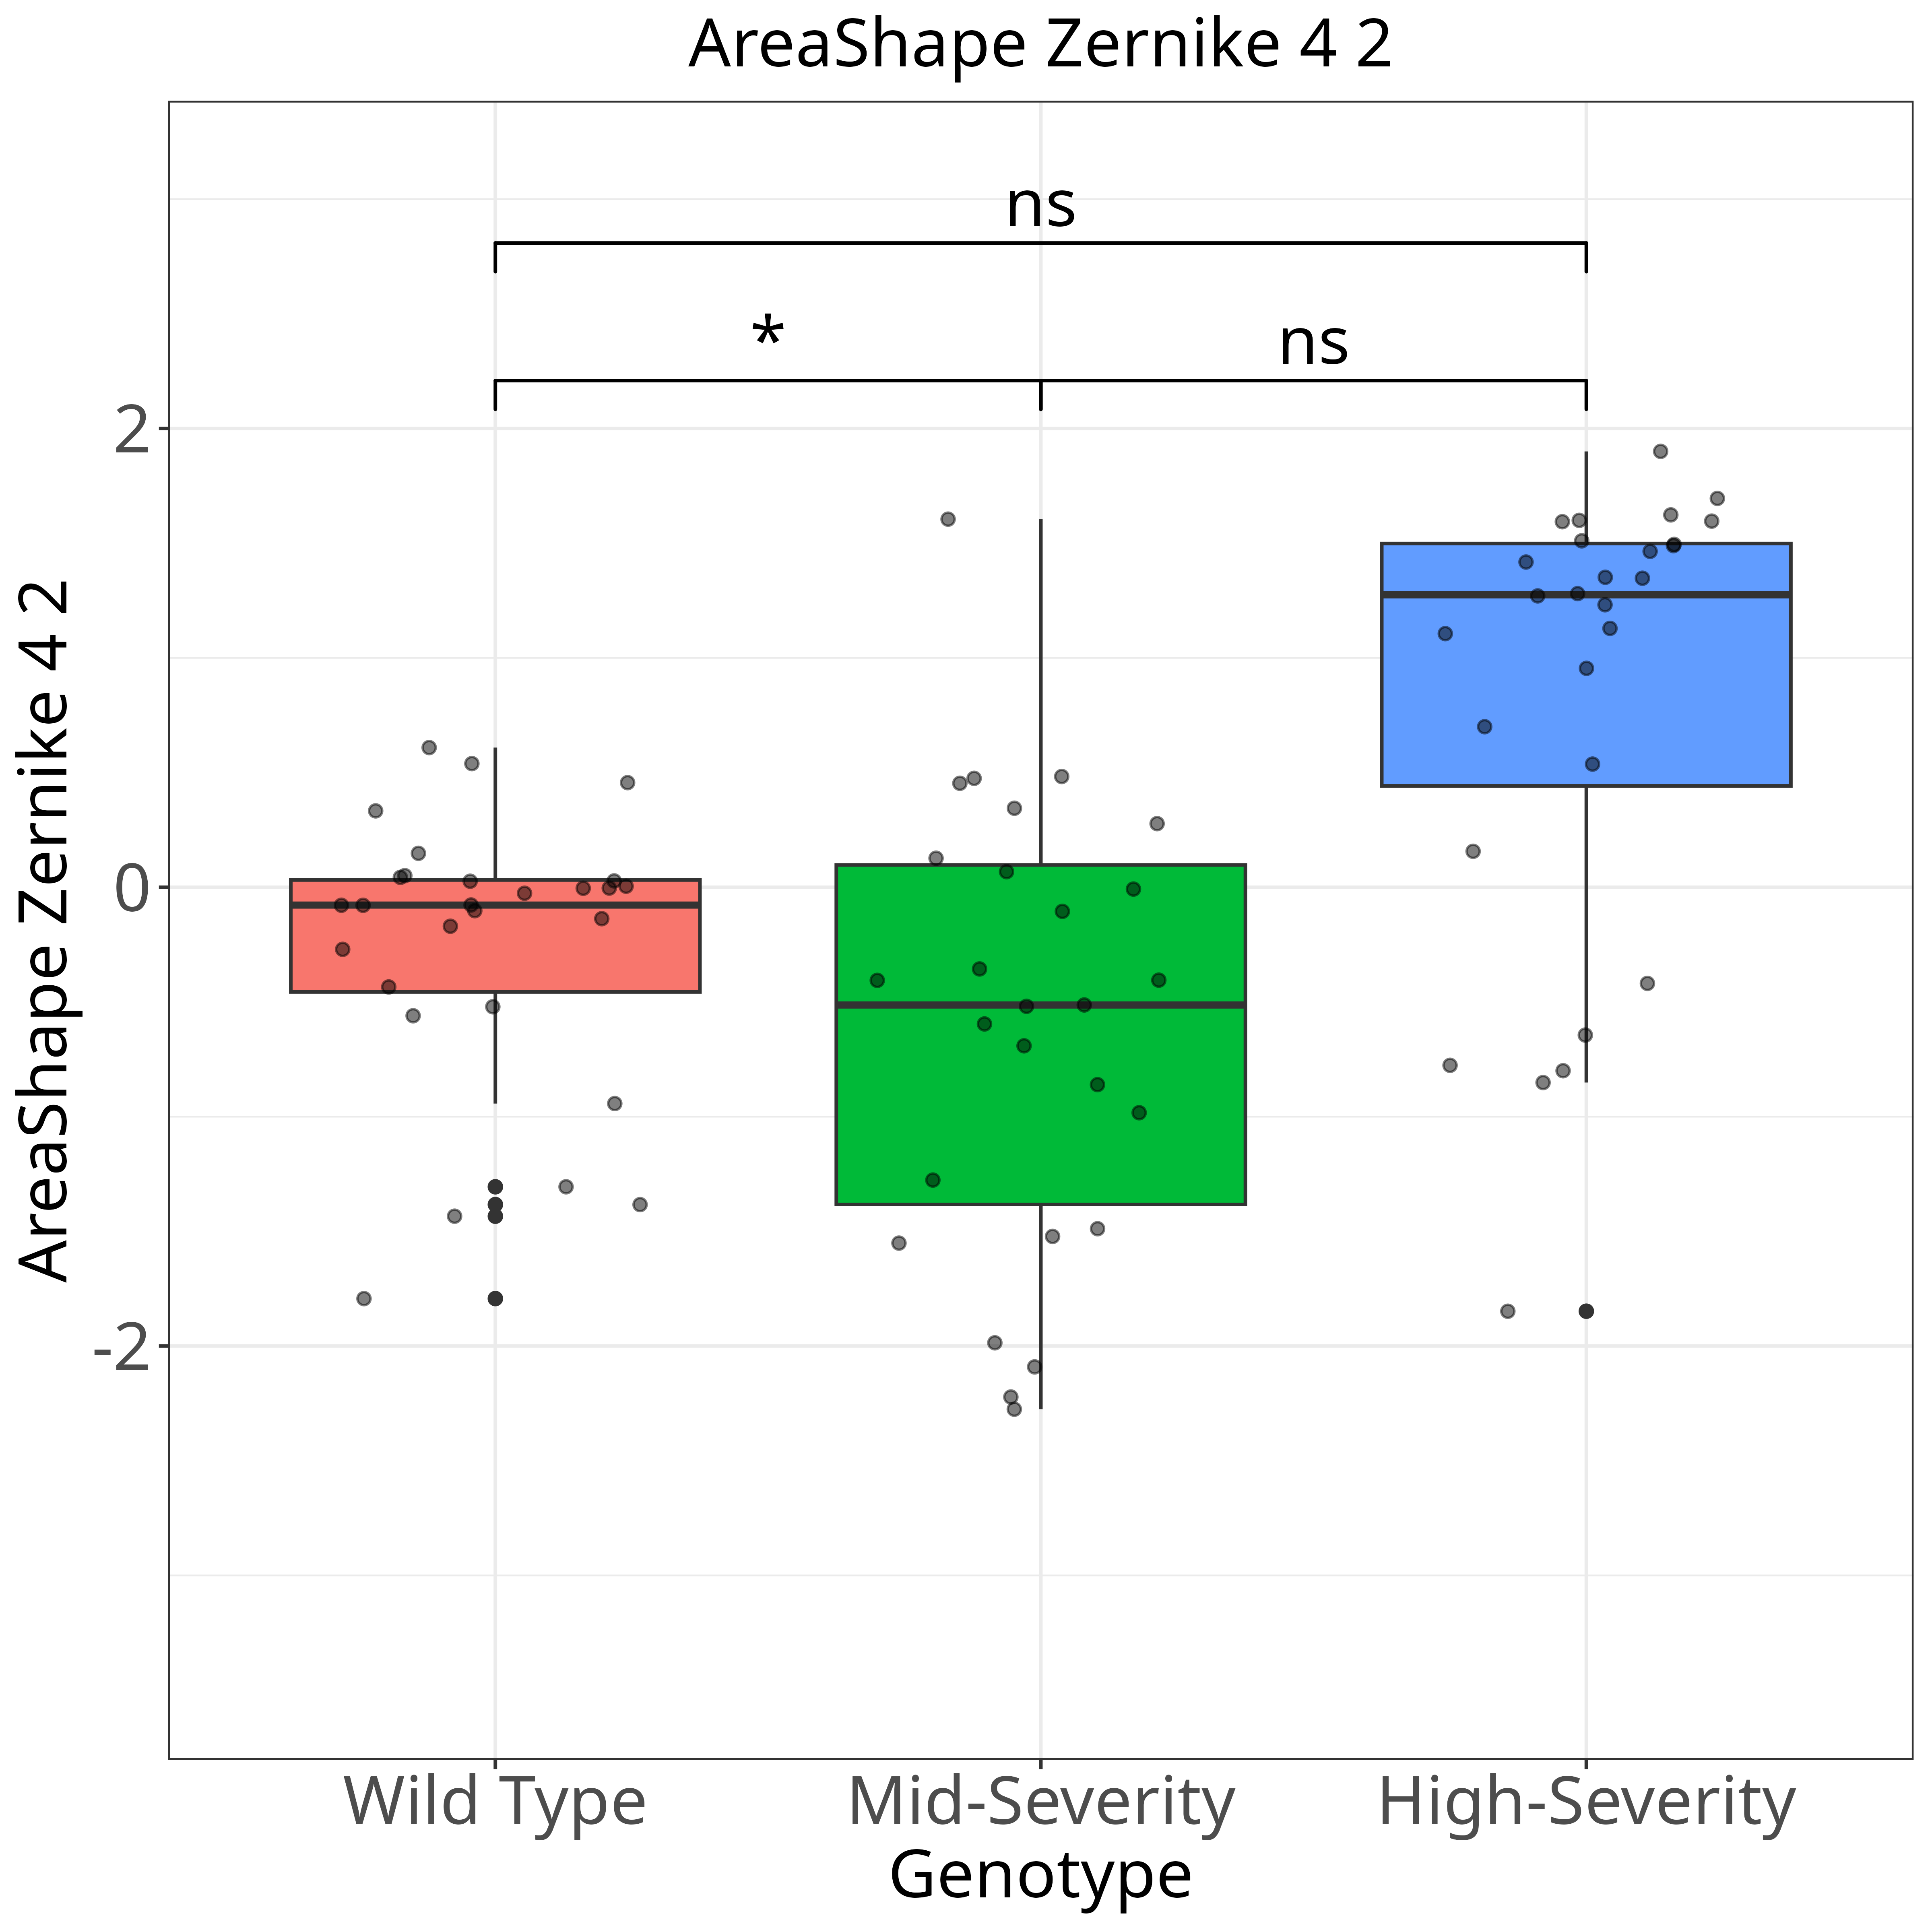 AreaShape Zernike 4 2
ns
*
ns
AreaShape Zernike 4 2
2
0
-2
Wild Type
Mid-Severity
High-Severity
Genotype